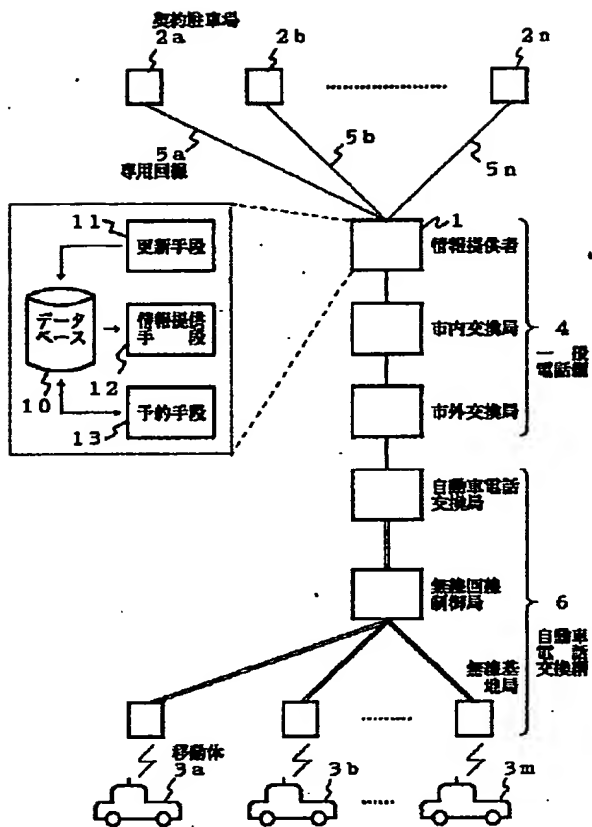 契約駐車場
2a
2b
2n
5a
専用回線
5b
5n
11
更新手段
データ
ベース
情報提供
手段
10
12
予約手段
13
1
情報提供者
市内交換局
市外交換局
4
一般
電話網
自動車電話
交換局
無線回線
制御局
無線基
地局
6
自動車
電話
交換網
移動体
3a
3b
3m